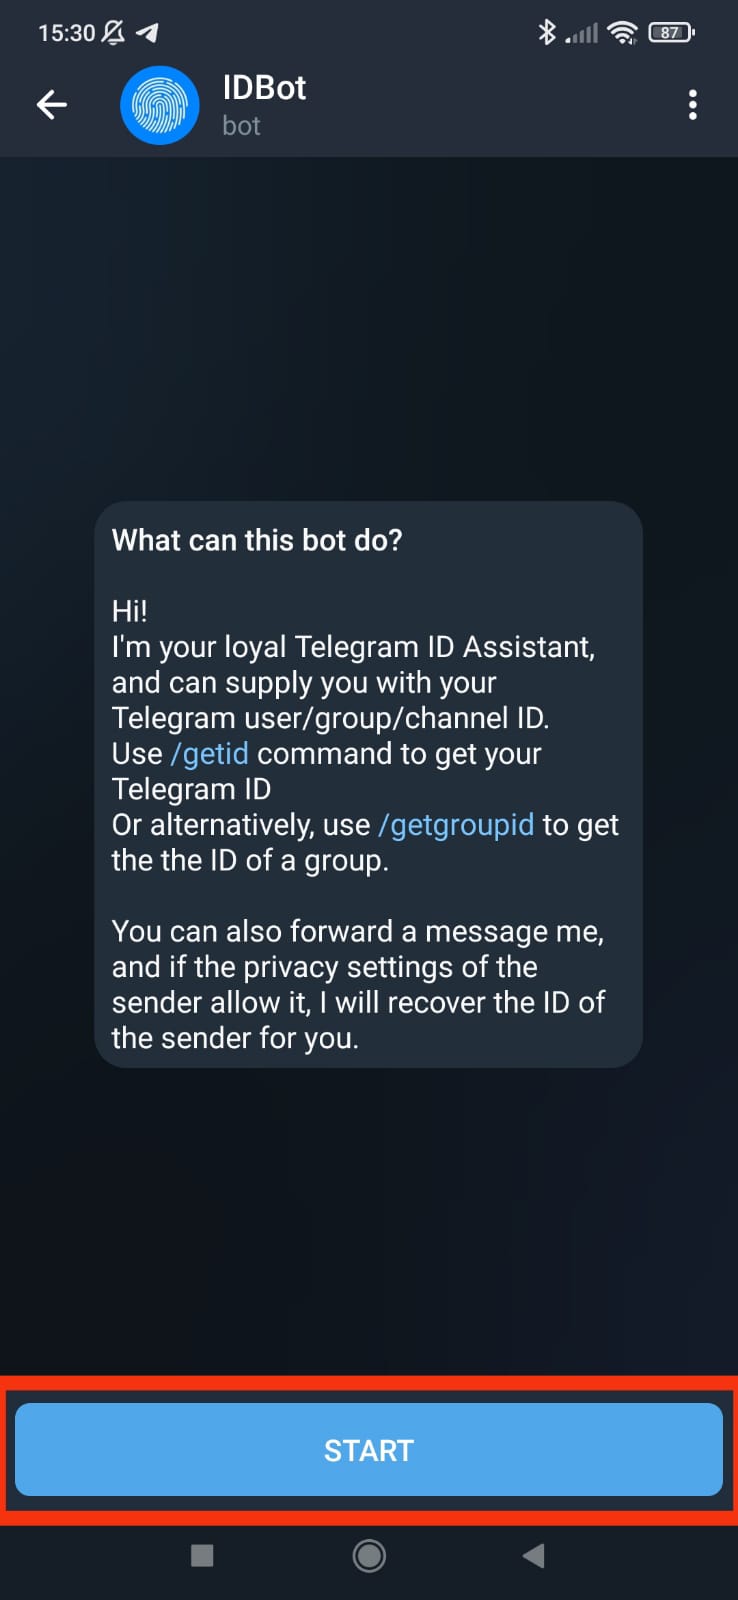 15:30
87
IDBot
bot
What can this bot do?
Hi!
I'm your loyal Telegram ID Assistant,
and can supply you with your
Telegram user/group/channel ID.
Use /getid command to get your
Telegram ID
Or alternatively, use /getgroupid to get
the the ID of a group.
You can also forward a message me,
and if the privacy settings of the
sender allow it, I will recover the ID of
the sender for you.
START